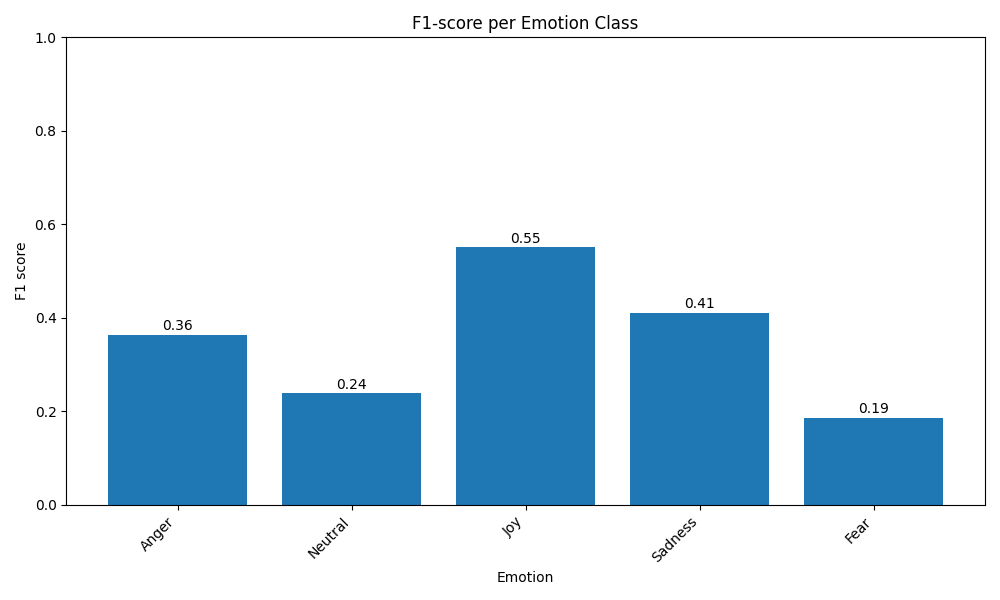 F1-score per Emotion Class
1.0
0.8
0.6
0.4
0.2
0.0
F1 score
0.36
0.24
0.55
0.41
0.19
Anger
Neutral
Joy
Sadness
Fear
Emotion